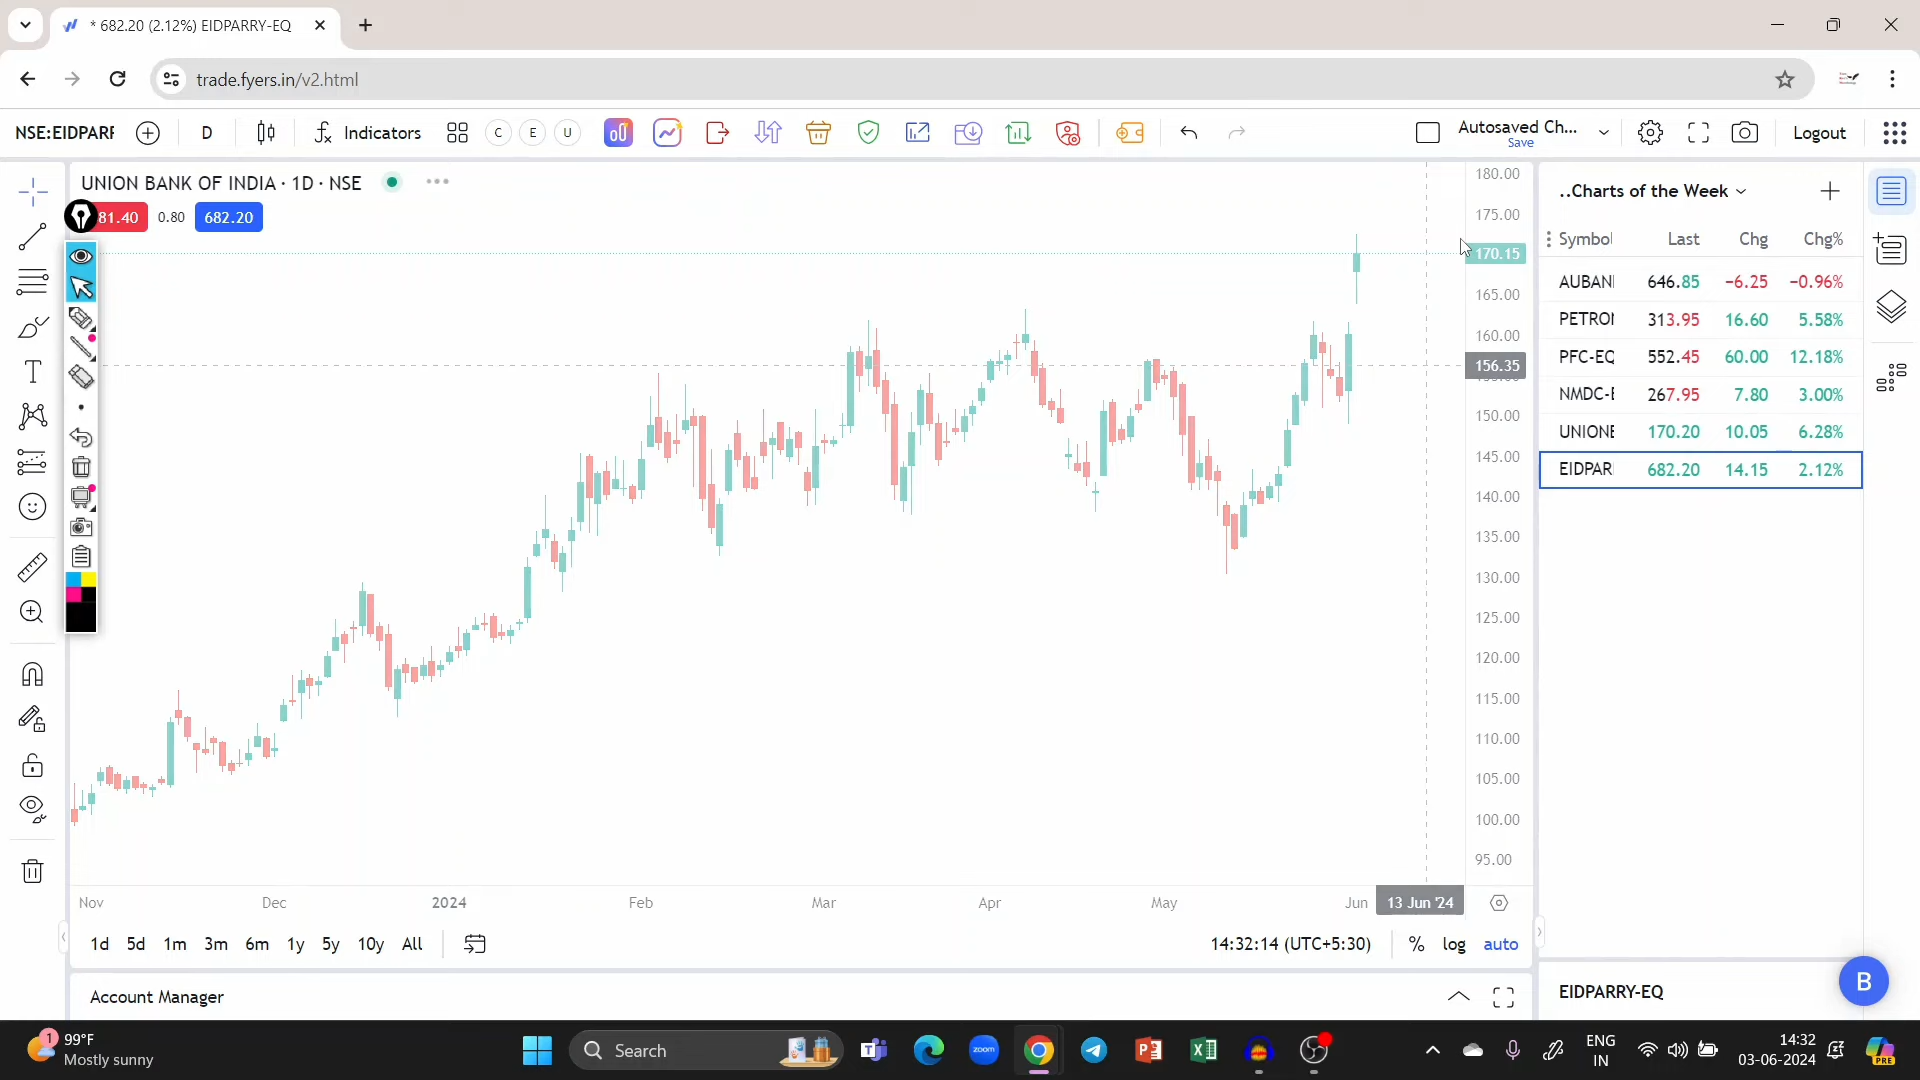 * 682.20 (2.12%) EIDPARRY-EQ
trade.fyers.in/v2.html
NSE:EIDPARF
D
Indicators
C E U
Autosaved Ch...
Save
Logout
UNION BANK OF INDIA · 1D · NSE
81.40 0.80 682.20
180.00
175.00
170.15
165.00
160.00
156.35
150.00
145.00
140.00
135.00
130.00
125.00
120.00
115.00
110.00
105.00
100.00
95.00
Nov Dec 2024 Feb Mar Apr May Jun 13 Jun '24
1d 5d 1m 3m 6m 1y 5y 10y All
14:32:14 (UTC+5:30) % log auto
Account Manager
..Charts of the Week
Symbol Last Chg Chg%
AUBAN 646.85 −6.25 −0.96%
PETRO 313.95 16.60 5.58%
PFC-EQ 552.45 60.00 12.18%
NMDC-E 267.95 7.80 3.00%
UNIONE 170.20 10.05 6.28%
EIDPAR 682.20 14.15 2.12%
EIDPARRY-EQ
B
1
99°F
Mostly sunny
Search
zoom
ENG
IN
14:32
03-06-2024
PRE